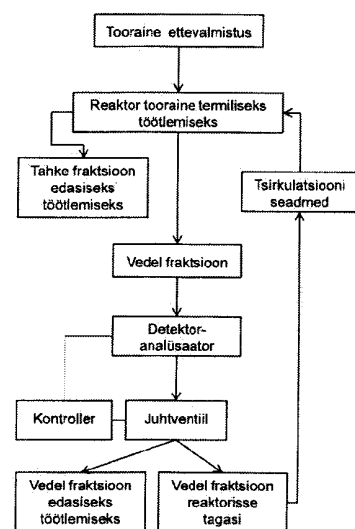 Tooraine ettevalmistus
Reaktor tooraine termiliseks
töötlemiseks
Tahke fraktsioon
edasiseks
töötlemiseks
Tsirkulatsiooni
seadmed
Vedel fraktsioon
Detektor-
analüsaator
Kontroller
Juhtventiil
Vedel fraktsioon
edasiseks
töötlemiseks
Vedel fraktsioon
reaktorisse
tagasi